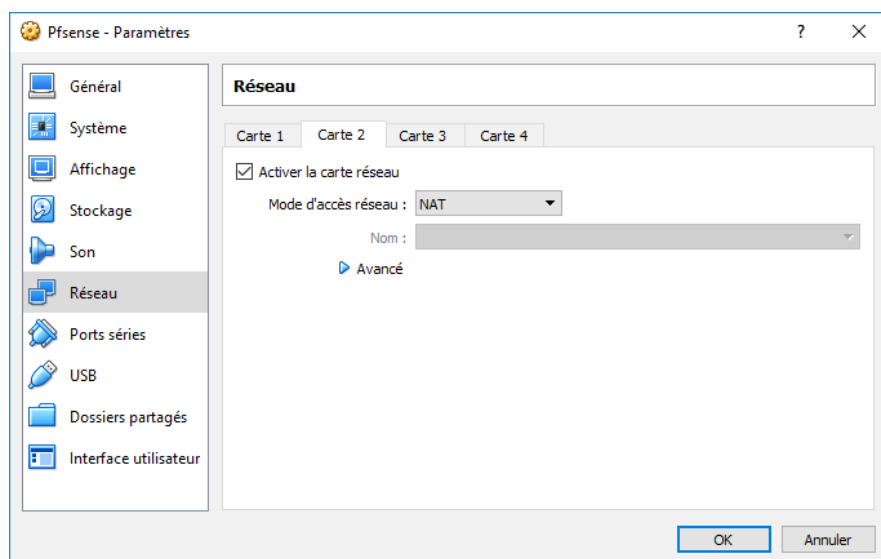 Pfsense - Paramètres
?
Général
Système
Affichage
Stockage
Son
Réseau
Ports séries
USB
Dossiers partagés
Interface utilisateur
Réseau
Carte 1 Carte 2 Carte 3 Carte 4
Activer la carte réseau
Mode d'accès réseau : NAT
Nom :
Avancé
OK Annuler